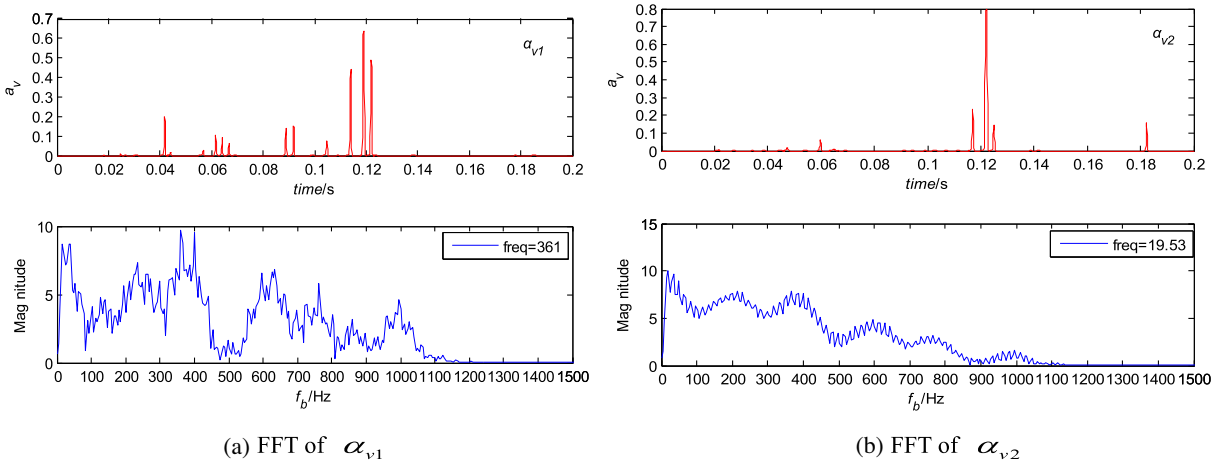 0.7
0.6
0.5
0.4
0.3
0.2
0.1
0
a_v
α_v1
0 0.02 0.04 0.06 0.08 0.1 0.12 0.14 0.16 0.18 0.2
time/s
10
5
0
Mag nitude
freq=361
0 100 200 300 400 500 600 700 800 900 1000 1100 1200 1300 1400 1500
f_b/Hz
(a) FFT of α_v1
0.8
0.7
0.6
0.5
0.4
0.3
0.2
0.1
0
a_v
α_v2
0 0.02 0.04 0.06 0.08 0.1 0.12 0.14 0.16 0.18 0.2
time/s
15
10
5
0
Mag nitude
freq=19.53
0 100 200 300 400 500 600 700 800 900 1000 1100 1200 1300 1400 1500
f_b/Hz
(b) FFT of α_v2